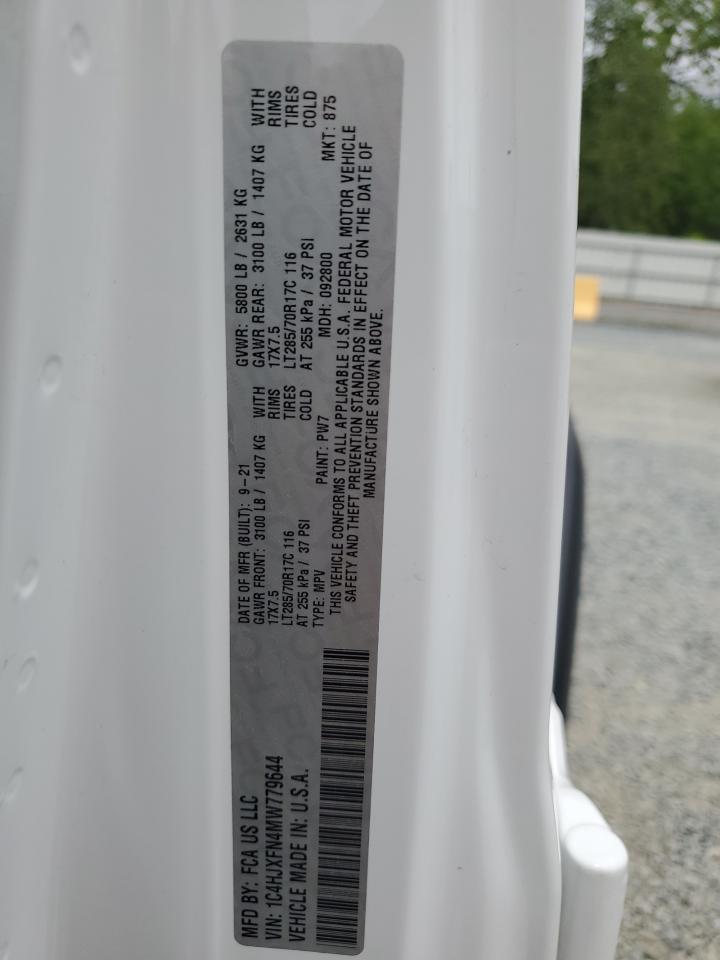 MFD BY: FCA US LLC
VIN: 1C4HJXFN4MW779644
VEHICLE MADE IN: U.S.A.
DATE OF MFR (BUILT): 9-21
GAWR FRONT: 3100 LB / 1407 KG WITH
17X7.5 RIMS
LT285/70R17C 116 TIRES
AT 255 kPa / 37 PSI COLD
GVWR: 5800 LB / 2631 KG
GAWR REAR: 3100 LB / 1407 KG WITH
17X7.5 RIMS
LT285/70R17C 116 TIRES
AT 255 kPa / 37 PSI COLD
TYPE: MPV PAINT: PW7 MDH: 092800 MKT: 875
THIS VEHICLE CONFORMS TO ALL APPLICABLE U.S.A. FEDERAL MOTOR VEHICLE
SAFETY AND THEFT PREVENTION STANDARDS IN EFFECT ON THE DATE OF
MANUFACTURE SHOWN ABOVE.